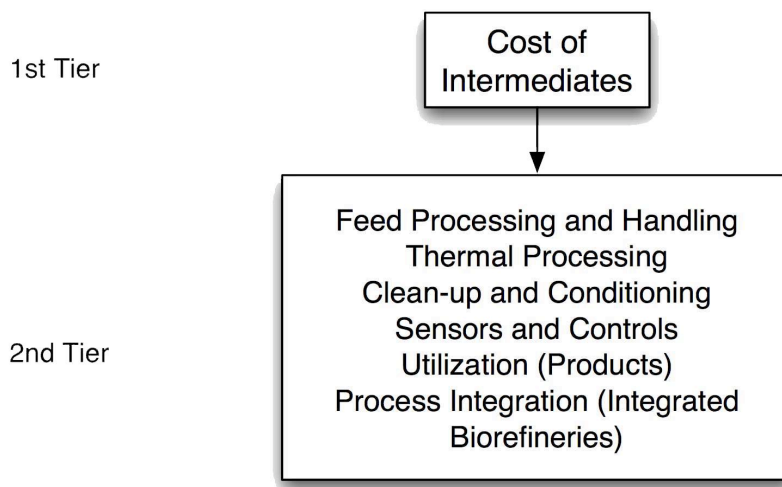 1st Tier
Cost of
Intermediates
2nd Tier
Feed Processing and Handling
Thermal Processing
Clean-up and Conditioning
Sensors and Controls
Utilization (Products)
Process Integration (Integrated
Biorefineries)